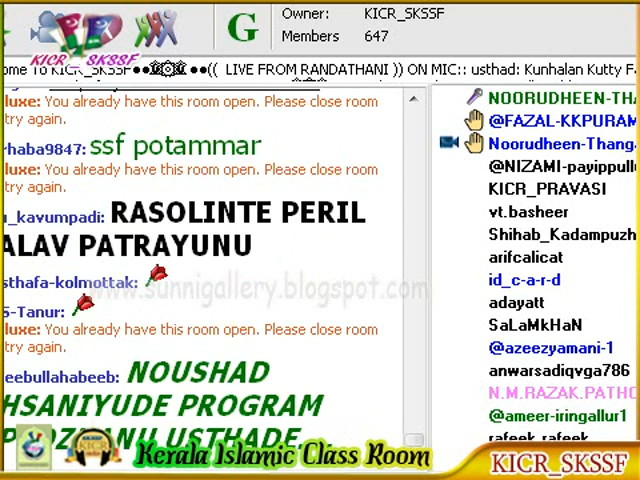 Owner: KICR_SKSSF
G
Members 647
KICR_SKSSF
ome To KICR_SKSSF LIVE FROM RANDATHANI )) ON MIC:: usthad: Kunhalan Kutty F
luxe: You already have this room open. Please close room
try again.
rhaba9847: ssf potammar
luxe: You already have this room open. Please close room
try again.
u_kavumpadi: RASOLINTE PERIL
ALAV PATRAYUNU
sthafa-kolmottak:
www.sunnigallery.blogspot.com
S-Tanur:
luxe: You already have this room open. Please close room
try again.
eebullahabeeb: NOUSHAD
HSANIYUDE PROGRAM
USTHADE...
NOORUDHEEN-THA
@FAZAL-KKPURAM
Noorudheen-Thang
@NIZAMI-payippull
KICR_PRAVASI
vt.basheer
Shihab_Kadampuzh
arifcalicat
id_c-a-r-d
adayatt
SaLaMkHaN
@azeezyamani-1
anwarsadiqvga786
N.M.RAZAK.PATHO
@ameer-iringallur1
rafeek rafeek
KICR
Kerala Islamic Class Room
KICR_SKSSF